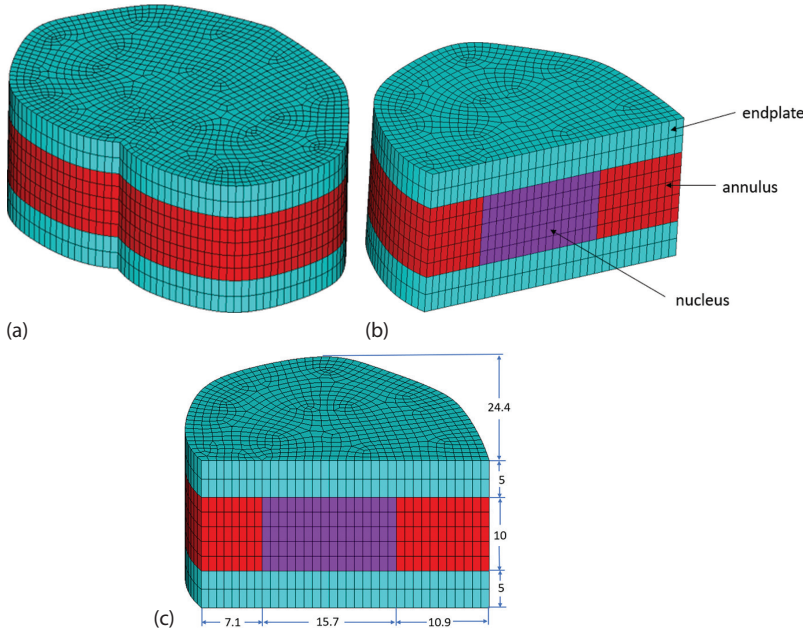 endplate
annulus
nucleus
(a)
(b)
24.4
5
10
5
(c)
7.1
15.7
10.9